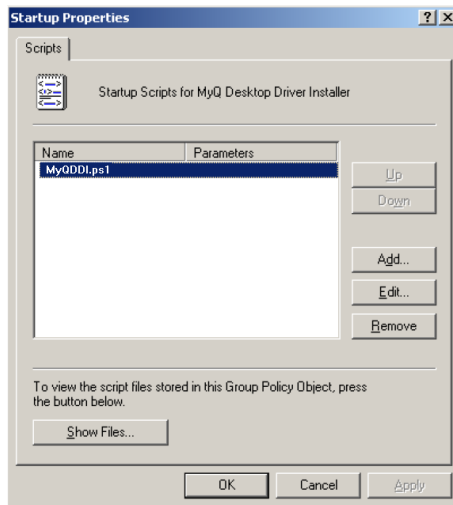 Startup Properties
Scripts
Startup Scripts for MyQ Desktop Driver Installer
Name Parameters
MyQDDI.ps1
Up
Down
Add...
Edit...
Remove
To view the script files stored in this Group Policy Object, press
the button below.
Show Files...
OK Cancel Apply